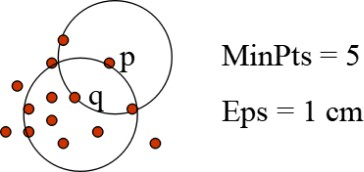 p
MinPts = 5
q
Eps = 1 cm